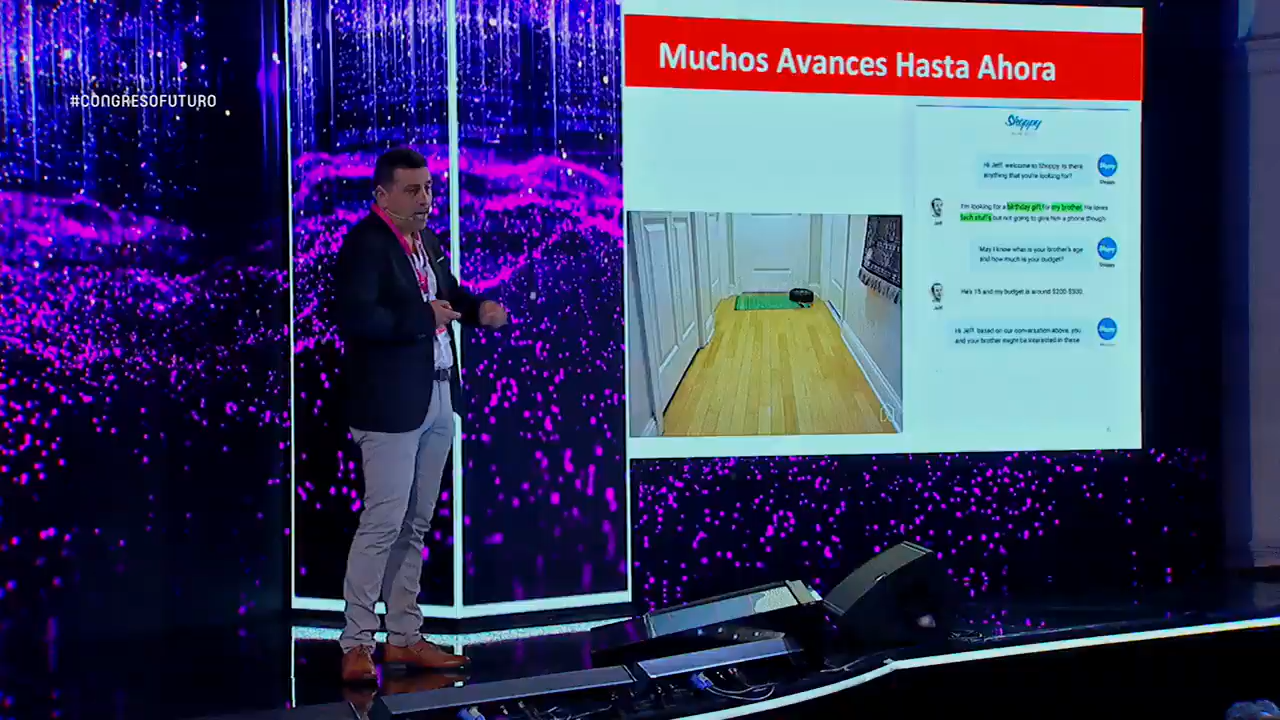 #CONGRESOFUTURO
Muchos Avances Hasta Ahora
Shoppy
Hi Jeff, welcome to Shoppy. Is there
anything that you're looking for?
Shoppy
I'm looking for a birthday gift for my brother. He loves
tech stuffs but not going to give him a phone though.
Jeff
May I know what is your brother's age
and how much is your budget?
Shoppy
He's 15 and my budget is around $200-$300.
Jeff
Hi Jeff, based on our conversation above, you
and your brother might be interested in these